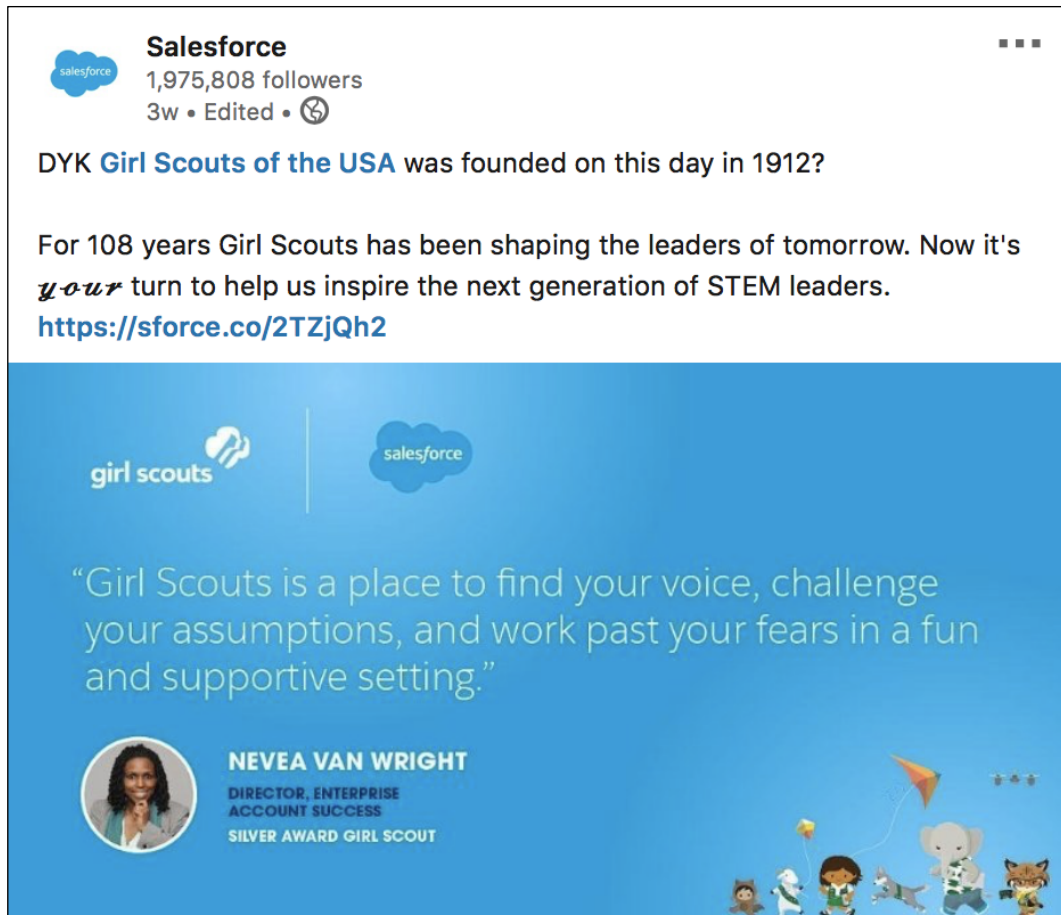 salesforce
Salesforce
1,975,808 followers
3w • Edited •
DYK Girl Scouts of the USA was founded on this day in 1912?
For 108 years Girl Scouts has been shaping the leaders of tomorrow. Now it's
𝔂𝓸𝓾𝓻 turn to help us inspire the next generation of STEM leaders.
https://sforce.co/2TZjQh2
girl scouts
salesforce
“Girl Scouts is a place to find your voice, challenge
your assumptions, and work past your fears in a fun
and supportive setting.”
NEVEA VAN WRIGHT
DIRECTOR, ENTERPRISE
ACCOUNT SUCCESS
SILVER AWARD GIRL SCOUT